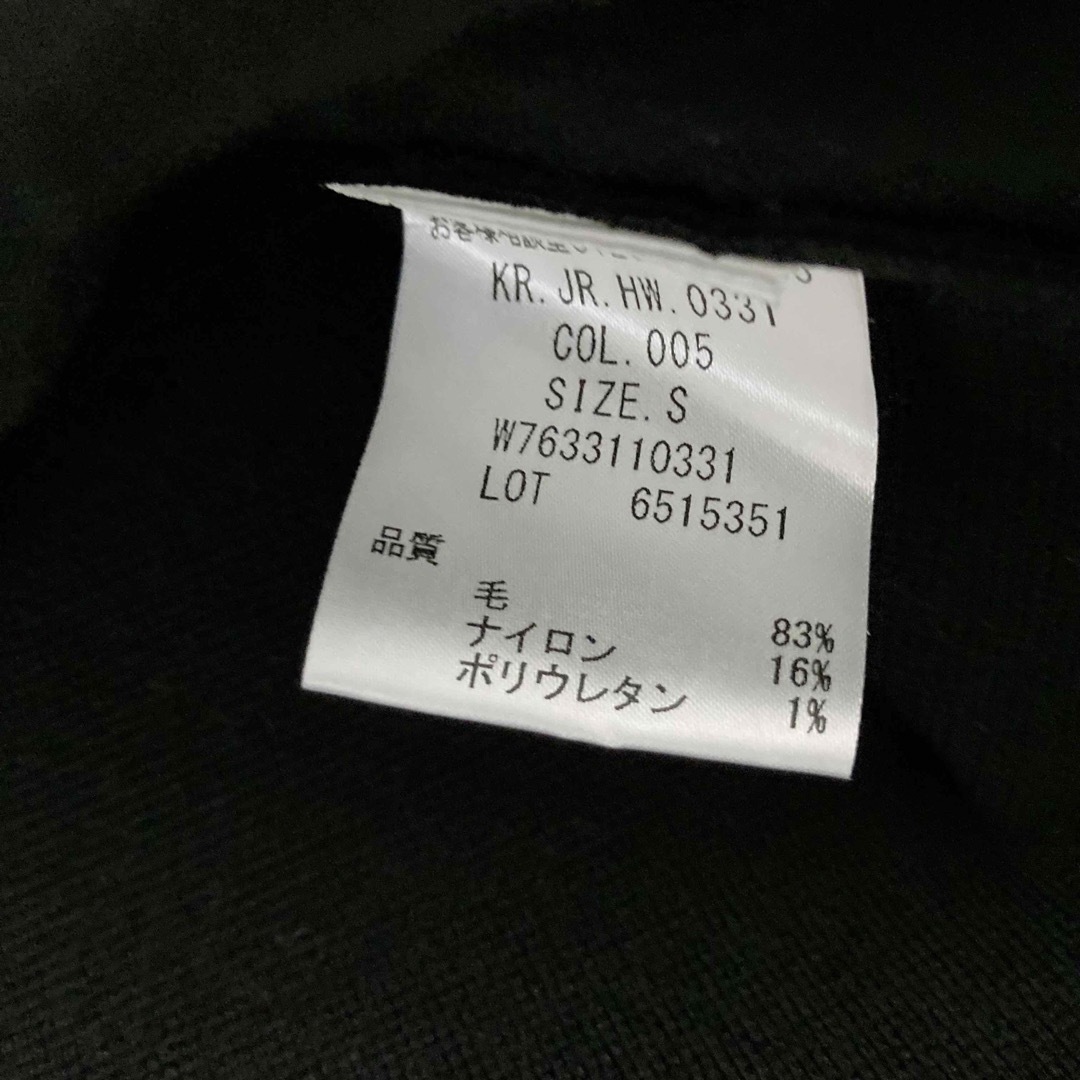 KR. JR. HW. 0331
COL. 005
SIZE. S
W7633110331
LOT 6515351
品質
毛 83%
ナイロン 16%
ポリウレタン 1%